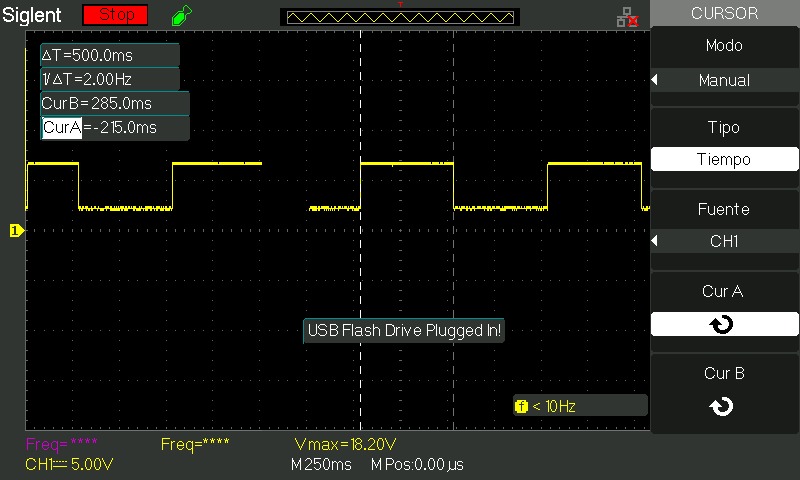 Siglent Stop T CURSOR
ΔT=500.0ms
1/ΔT=2.00Hz
CurB=285.0ms
CurA=-215.0ms
Modo
Manual
Tipo
Tiempo
Fuente
CH1
Cur A
Cur B
1
USB Flash Drive Plugged In!
f < 10Hz
Freq=**** Freq=**** Vmax=18.20V
CH1 5.00V M 250ms M Pos:0.00µs